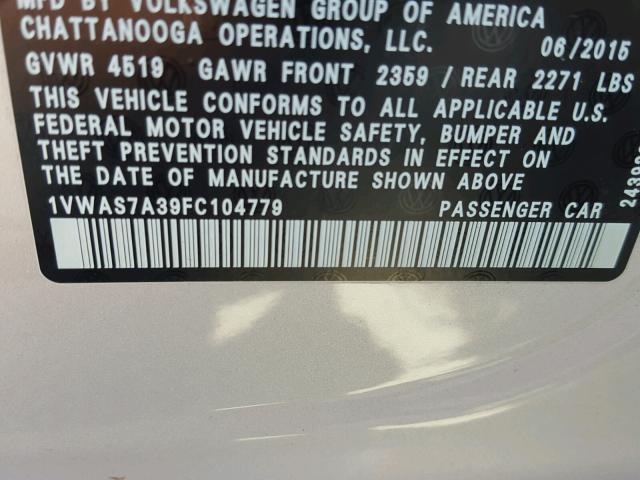 MFD BY VOLKSWAGEN GROUP OF AMERICA
CHATTANOOGA OPERATIONS, LLC. 06/2015
GVWR 4519 GAWR FRONT 2359 / REAR 2271 LBS
THIS VEHICLE CONFORMS TO ALL APPLICABLE U.S.
FEDERAL MOTOR VEHICLE SAFETY, BUMPER AND
THEFT PREVENTION STANDARDS IN EFFECT ON
THE DATE OF MANUFACTURE SHOWN ABOVE
1VWAS7A39FC104779 PASSENGER CAR